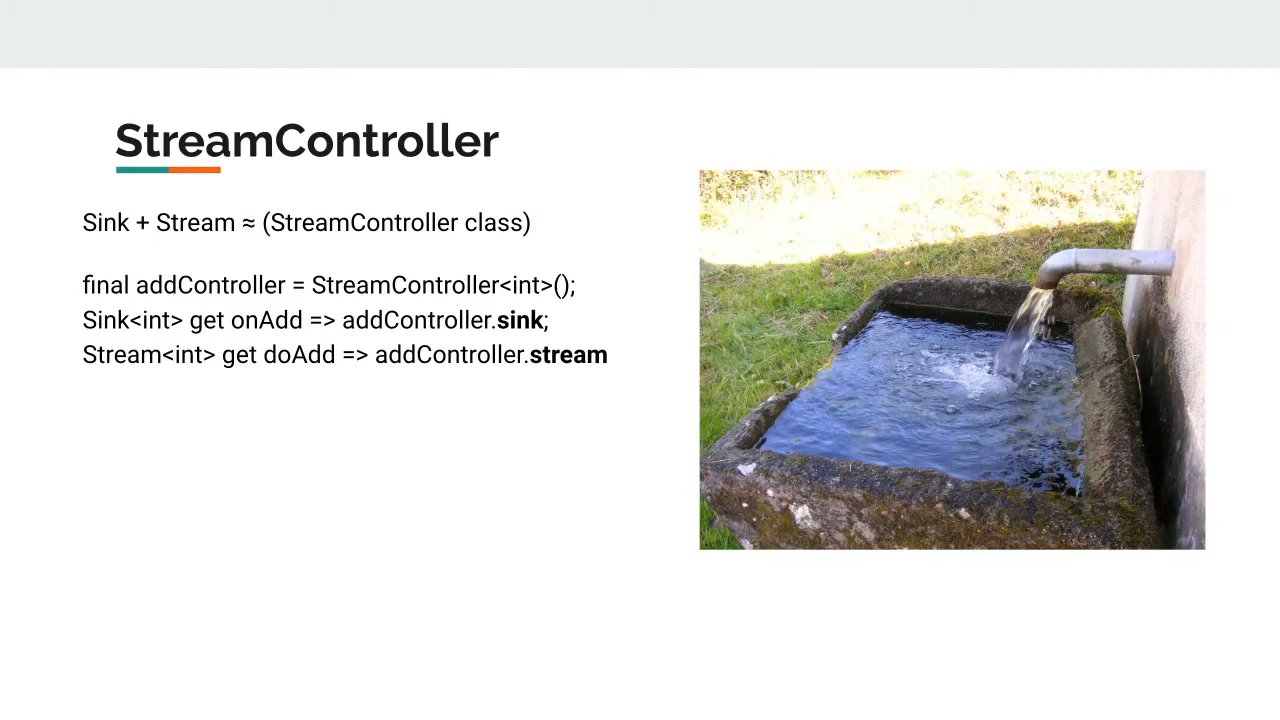 StreamController
Sink + Stream ≈ (StreamController class)
final addController = StreamController<int>();
Sink<int> get onAdd => addController.sink;
Stream<int> get doAdd => addController.stream